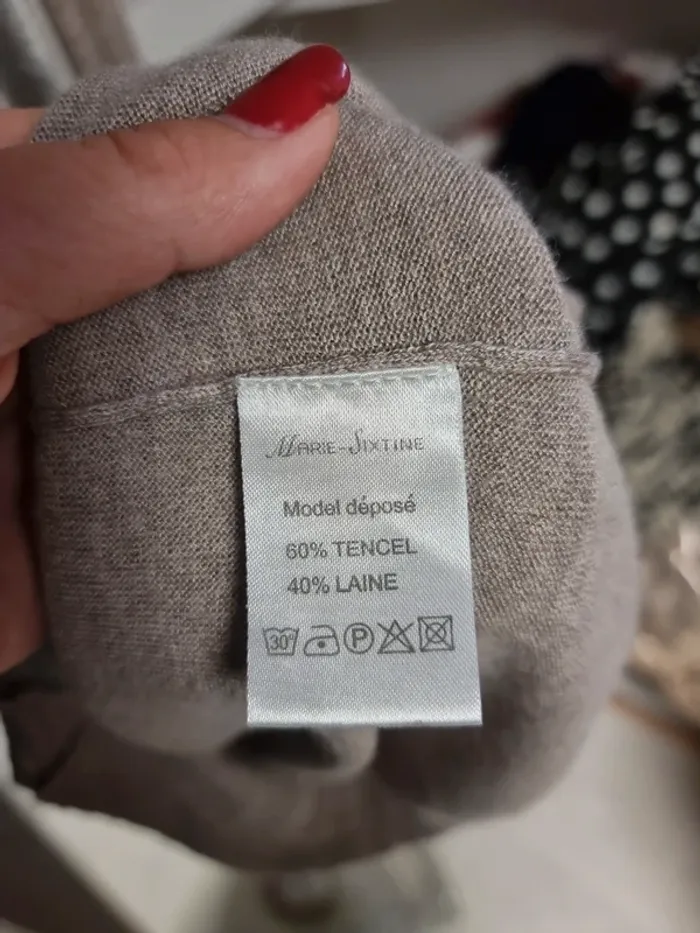 MARIE-SIXTINE
Model déposé
60% TENCEL
40% LAINE
30° P